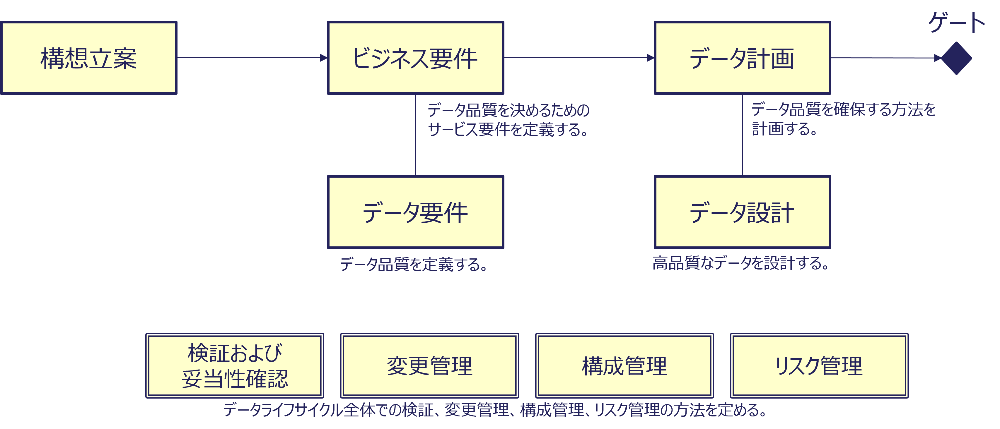 ゲート
構想立案
ビジネス要件
データ計画
データ品質を決めるための
サービス要件を定義する。
データ品質を確保する方法を
計画する。
データ要件
データ設計
データ品質を定義する。
高品質なデータを設計する。
検証および
妥当性確認
変更管理
構成管理
リスク管理
データライフサイクル全体での検証、変更管理、構成管理、リスク管理の方法を定める。